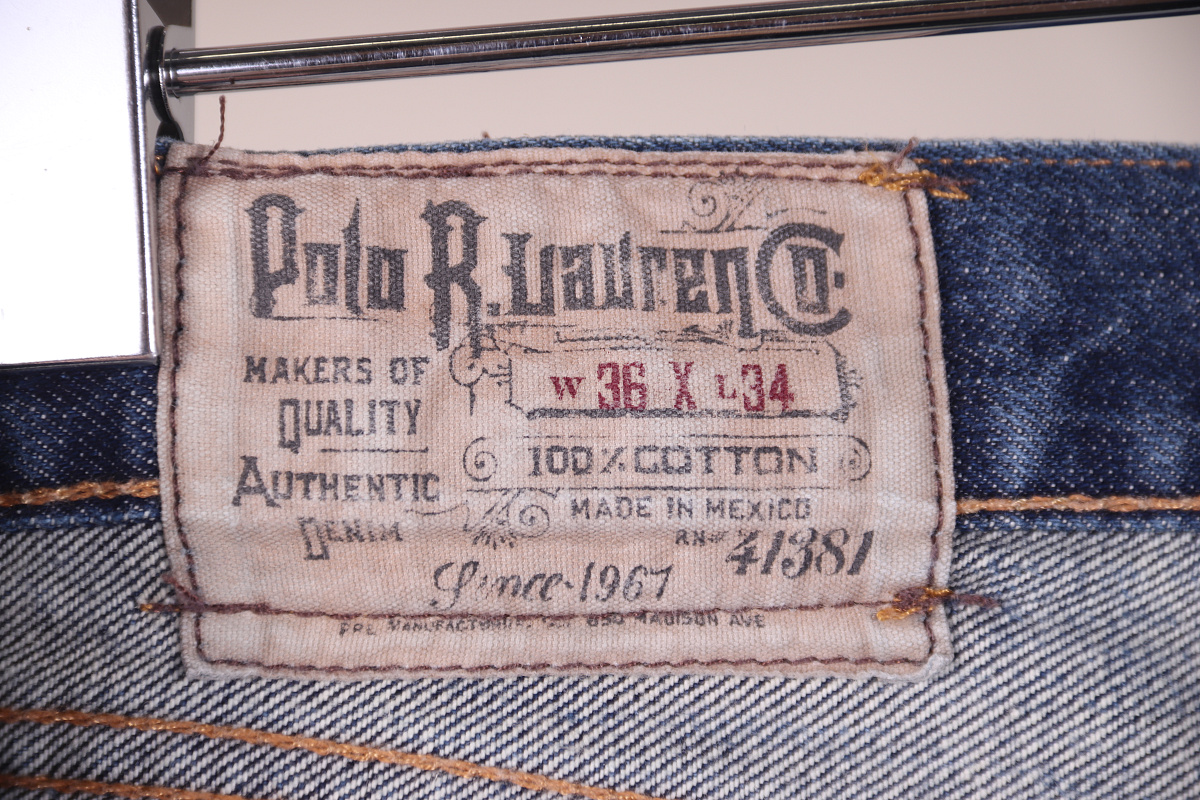 Polo R. Lauren Co.
MAKERS OF
QUALITY
AUTHENTIC
DENIM
W 36 X L 34
100% COTTON
MADE IN MEXICO
RN# 41381
Since 1967
650 MADISON AVE